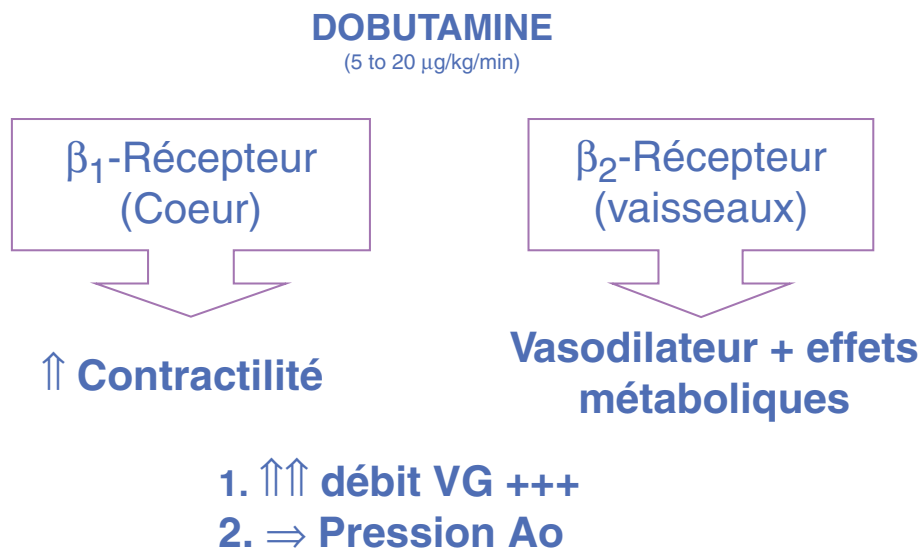 DOBUTAMINE
(5 to 20 μg/kg/min)
β₁-Récepteur
(Coeur)
β₂-Récepteur
(vaisseaux)
⇑ Contractilité
Vasodilateur + effets
métaboliques
1. ⇑⇑ débit VG +++
2. ⇒ Pression Ao